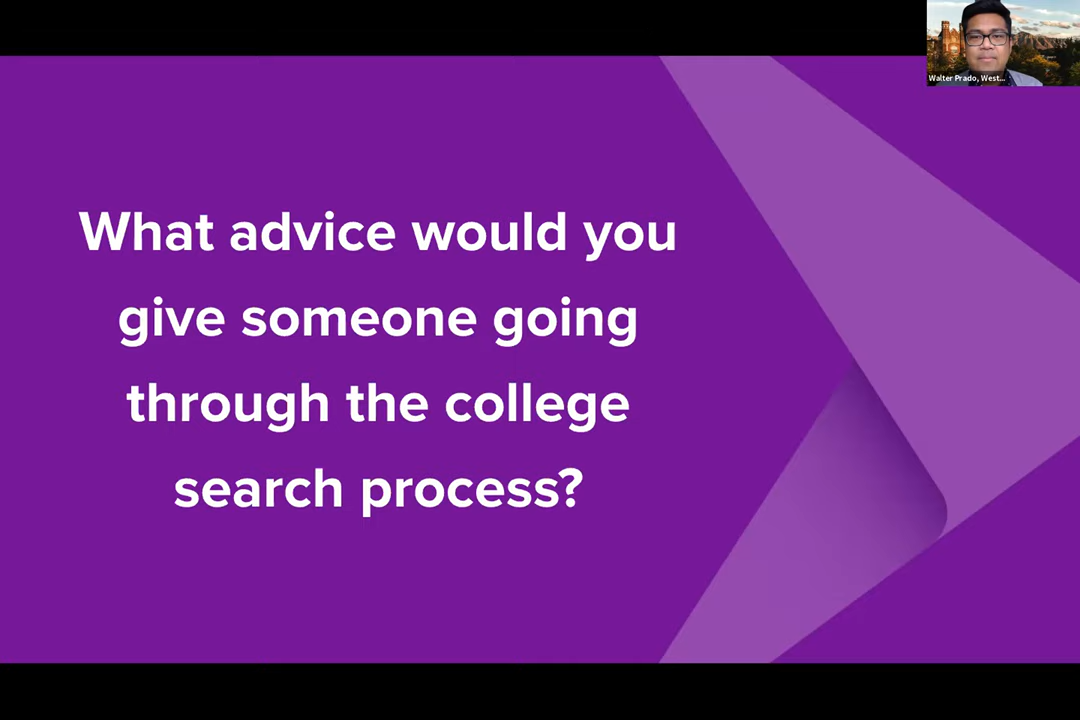 Walter Prado, West...
What advice would you
give someone going
through the college
search process?